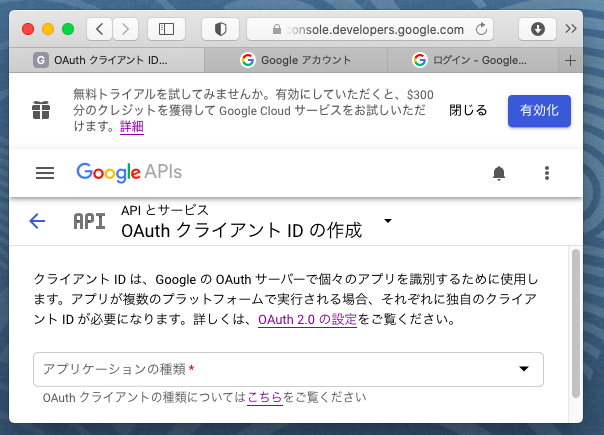 console.developers.google.com
G OAuth クライアント ID...
Google アカウント
ログイン - Google...
無料トライアルを試してみませんか。有効にしていただくと、$300
分のクレジットを獲得して Google Cloud サービスをお試しいただ
けます。詳細
閉じる
有効化
Google APIs
API
API とサービス
OAuth クライアント ID の作成
クライアント ID は、Google の OAuth サーバーで個々のアプリを識別するために使用し
ます。アプリが複数のプラットフォームで実行される場合、それぞれに独自のクライア
ント ID が必要になります。詳しくは、OAuth 2.0 の設定をご覧ください。
アプリケーションの種類 *
OAuth クライアントの種類についてはこちらをご覧ください